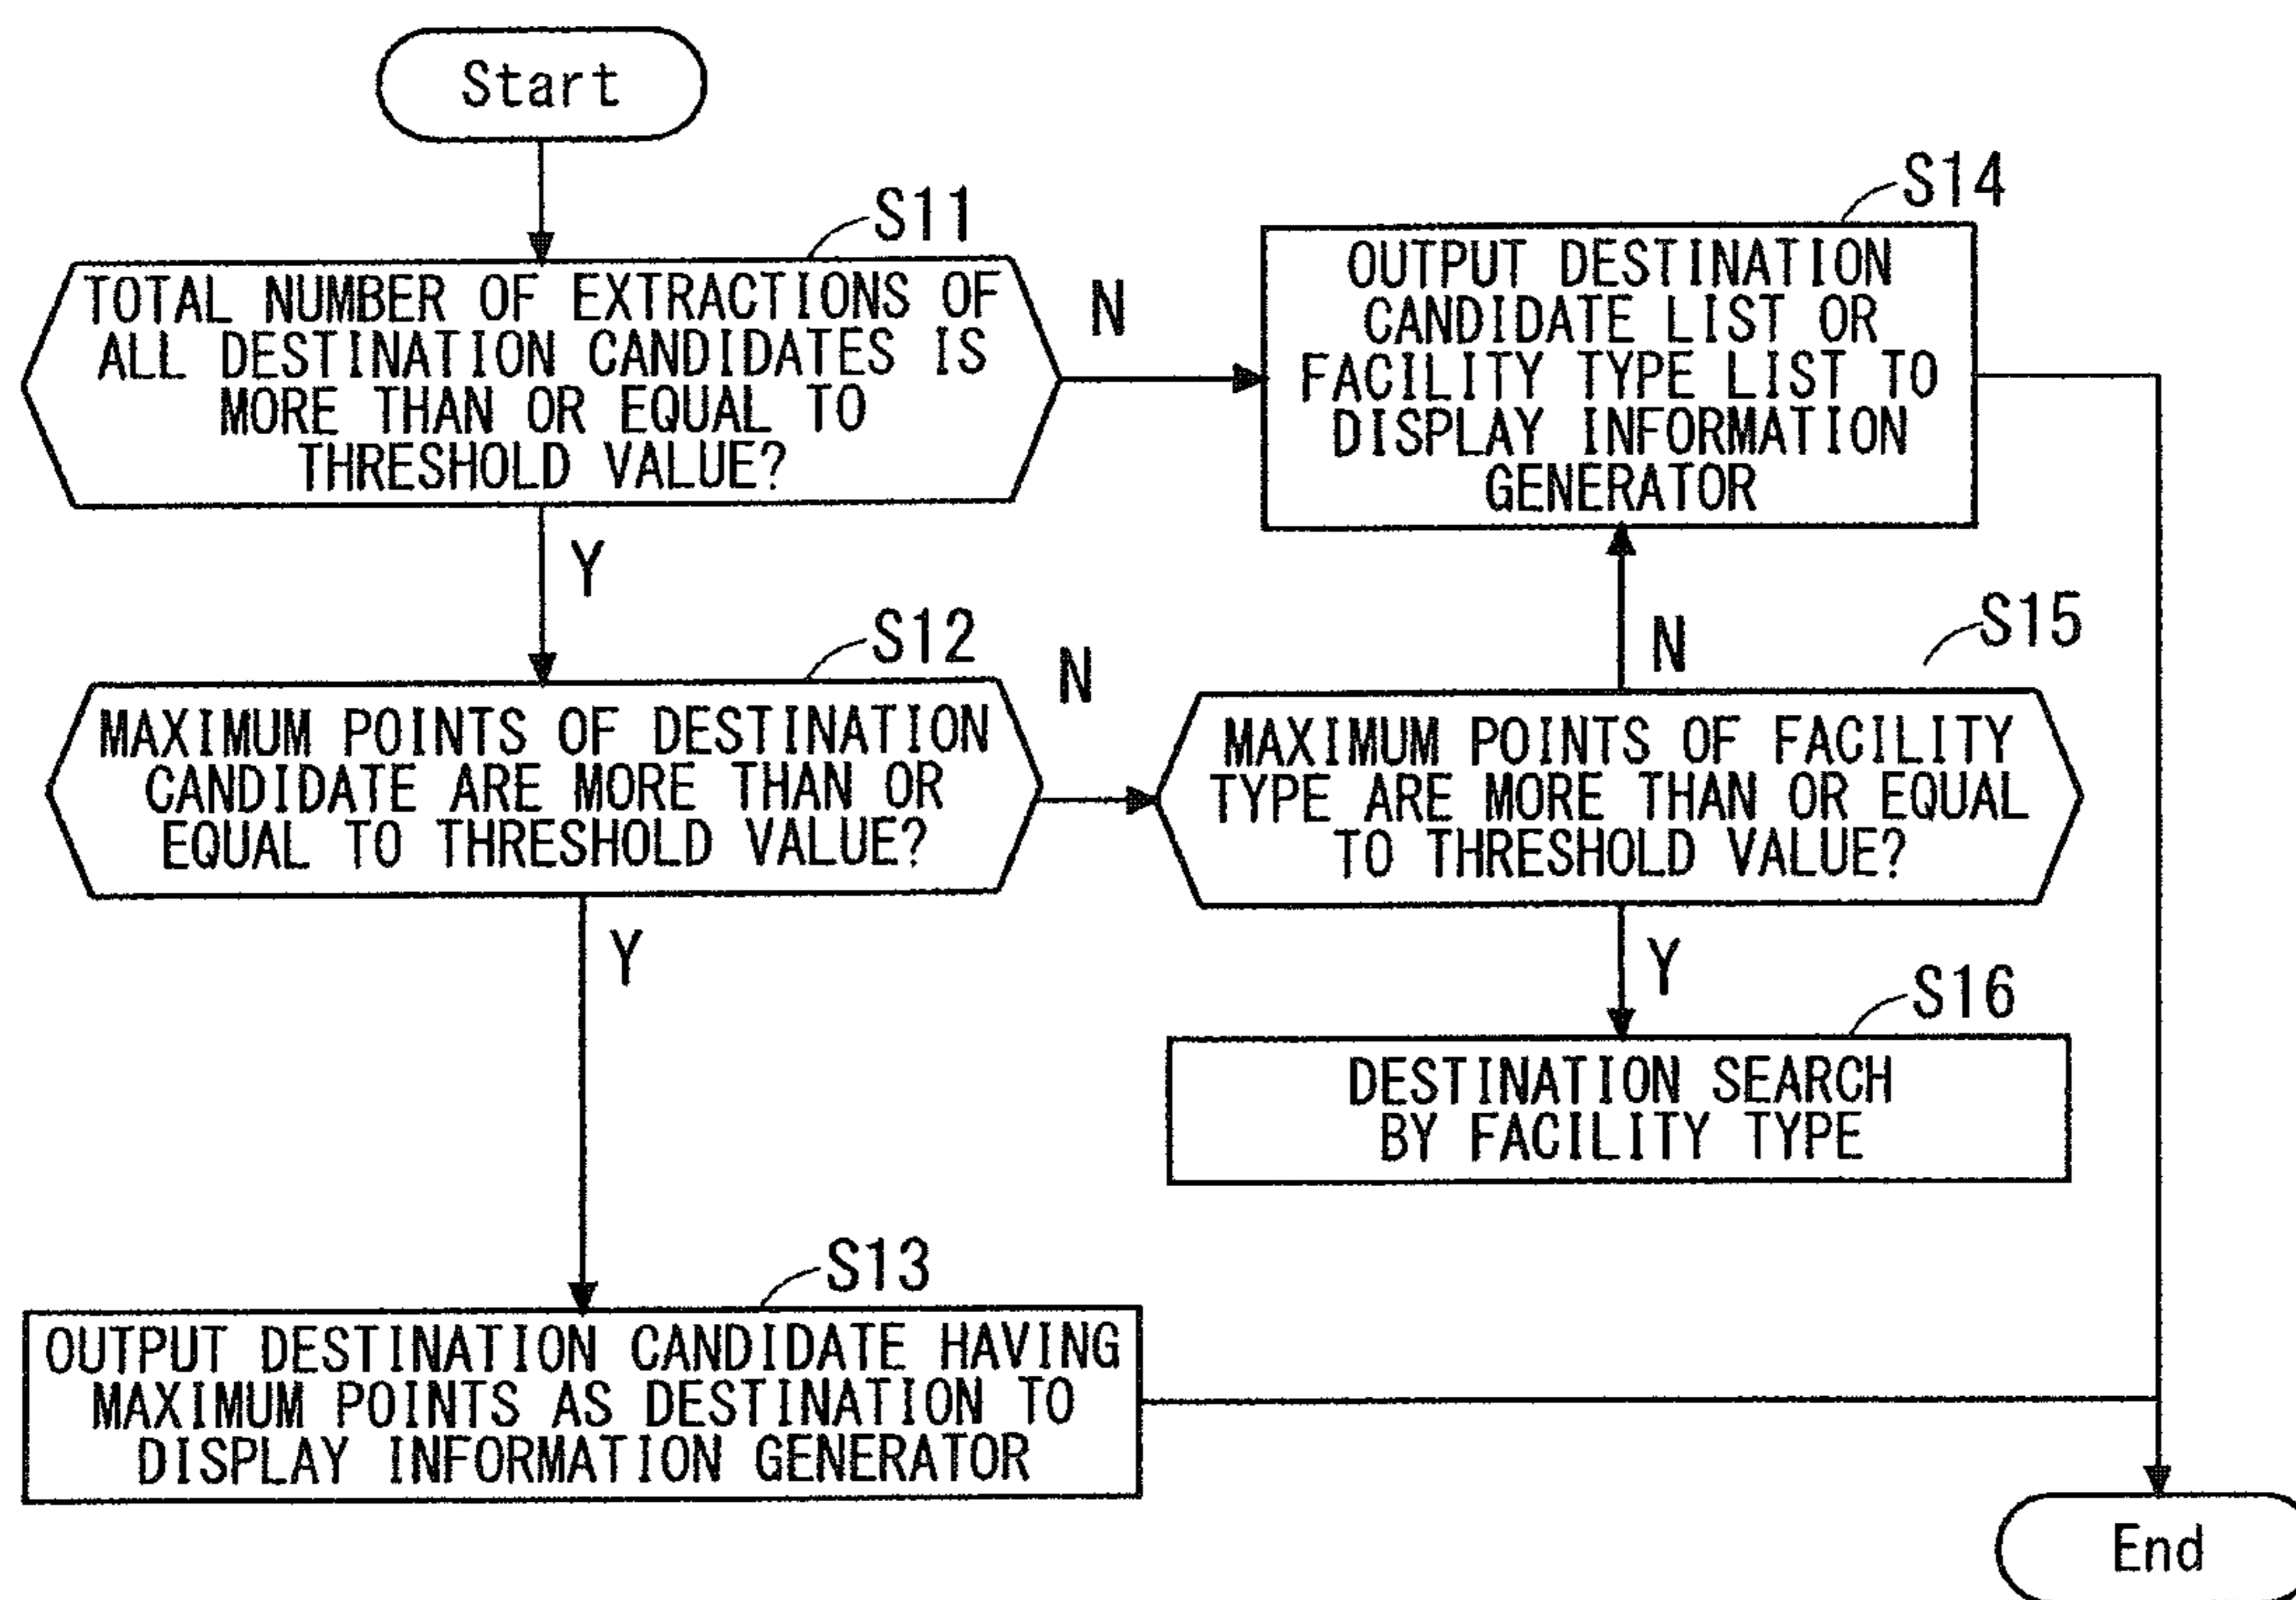 Start
S11
TOTAL NUMBER OF EXTRACTIONS OF
ALL DESTINATION CANDIDATES IS
MORE THAN OR EQUAL TO
THRESHOLD VALUE?
N
S14
OUTPUT DESTINATION
CANDIDATE LIST OR
FACILITY TYPE LIST TO
DISPLAY INFORMATION
GENERATOR
Y
S12
MAXIMUM POINTS OF DESTINATION
CANDIDATE ARE MORE THAN OR
EQUAL TO THRESHOLD VALUE?
N
N
S15
MAXIMUM POINTS OF FACILITY
TYPE ARE MORE THAN OR EQUAL
TO THRESHOLD VALUE?
Y
Y
S16
DESTINATION SEARCH
BY FACILITY TYPE
S13
OUTPUT DESTINATION CANDIDATE HAVING
MAXIMUM POINTS AS DESTINATION TO
DISPLAY INFORMATION GENERATOR
End